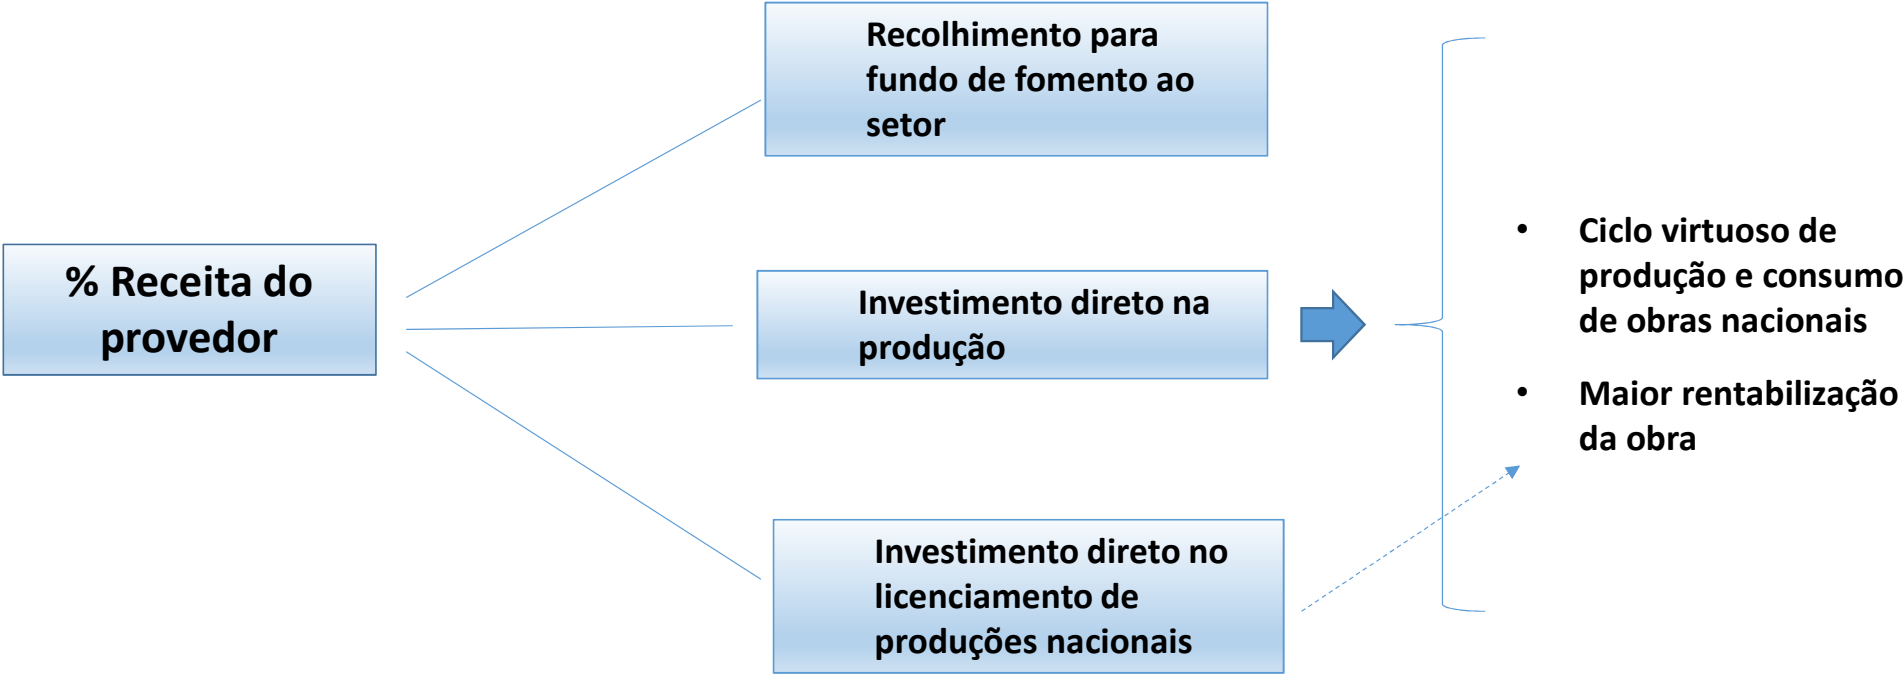 % Receita do
provedor
Recolhimento para
fundo de fomento ao
setor
Investimento direto na
produção
Investimento direto no
licenciamento de
produções nacionais
• Ciclo virtuoso de
produção e consumo
de obras nacionais
• Maior rentabilização
da obra